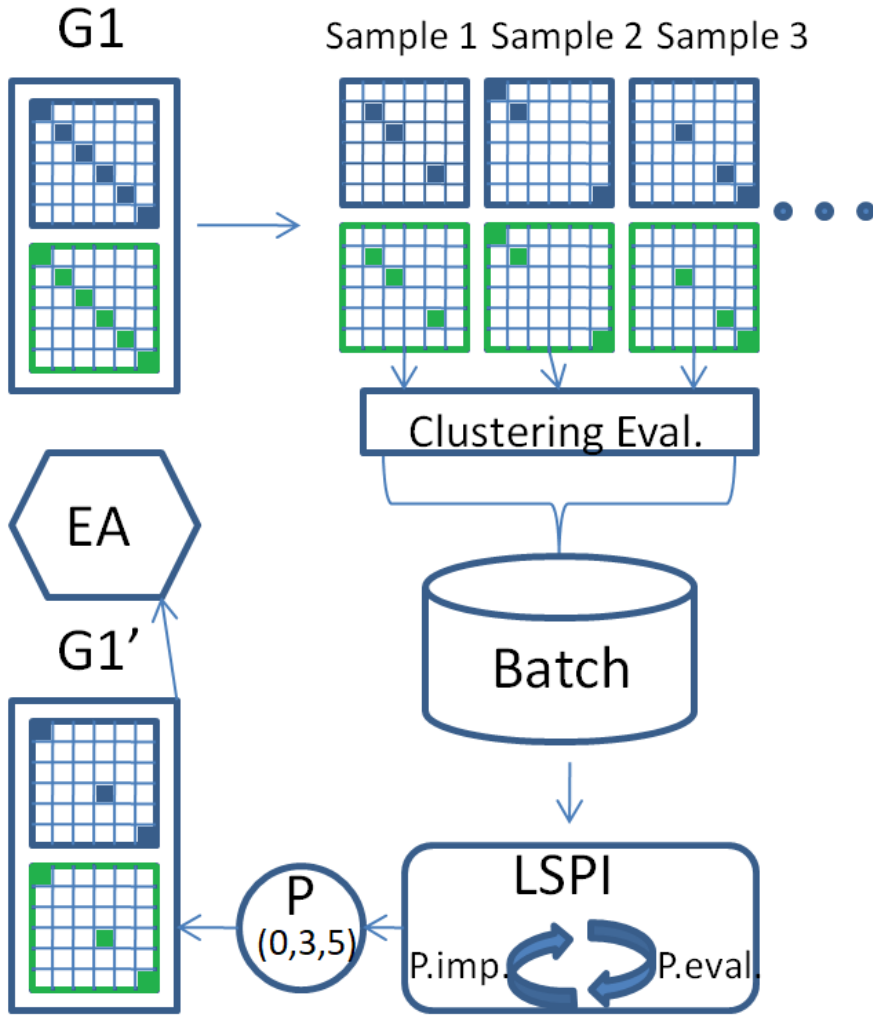 G1
Sample 1 Sample 2 Sample 3
Clustering Eval.
EA
Batch
G1’
LSPI
P.imp. P.eval.
P
(0,3,5)